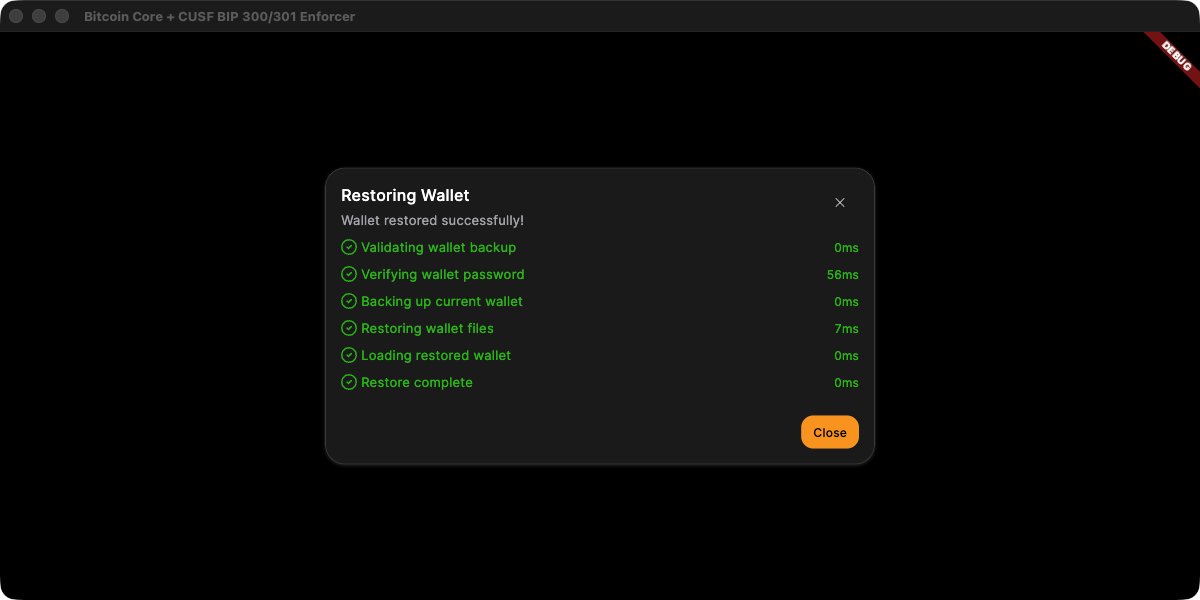 Bitcoin Core + CUSF BIP 300/301 Enforcer
DEBUG
Restoring Wallet
Wallet restored successfully!
Validating wallet backup 0ms
Verifying wallet password 56ms
Backing up current wallet 0ms
Restoring wallet files 7ms
Loading restored wallet 0ms
Restore complete 0ms
Close